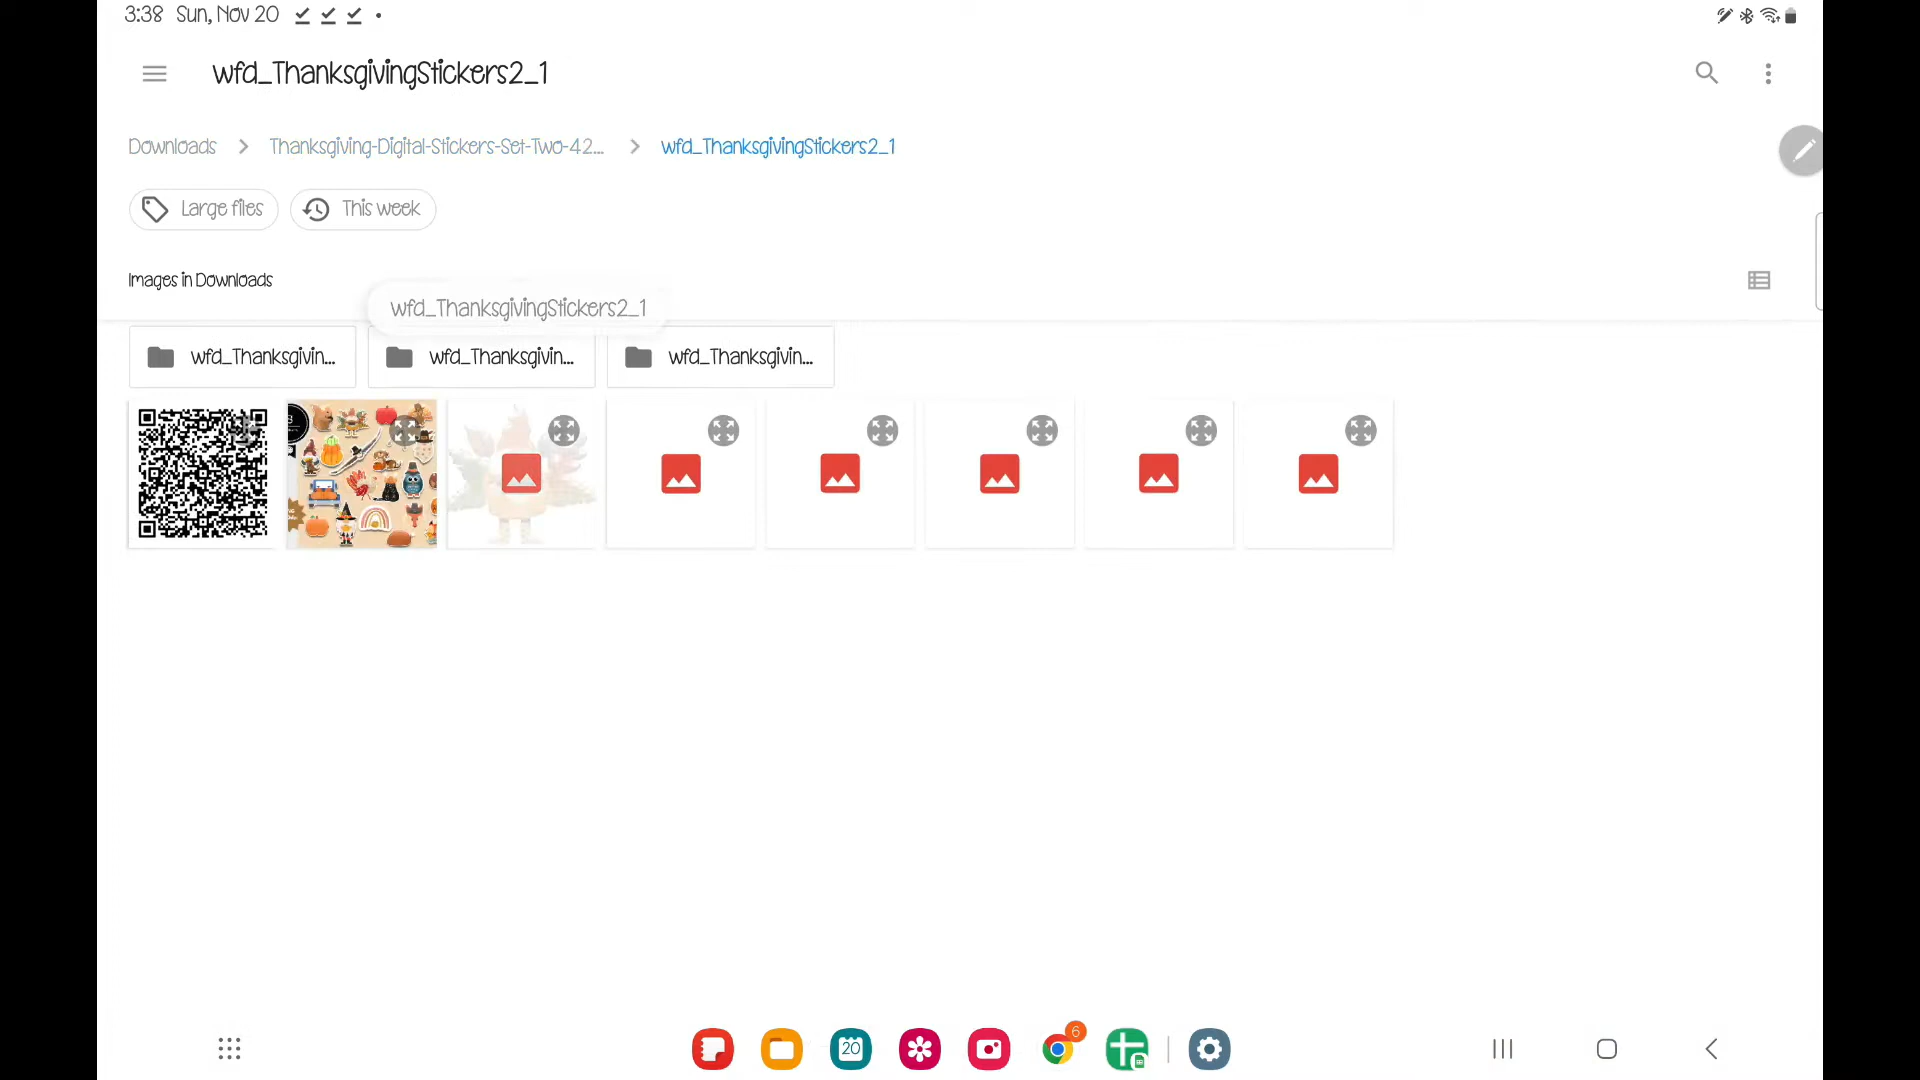 3:38 Sun, Nov 20
wfd_ThanksgivingStickers2_1
Downloads > Thanksgiving-Digital-Stickers-Set-Two-42... > wfd_ThanksgivingStickers2_1
Large files This week
Images in Downloads
wfd_ThanksgivingStickers2_1
wfd_Thanksgivin... wfd_Thanksgivin... wfd_Thanksgivin...
6
20